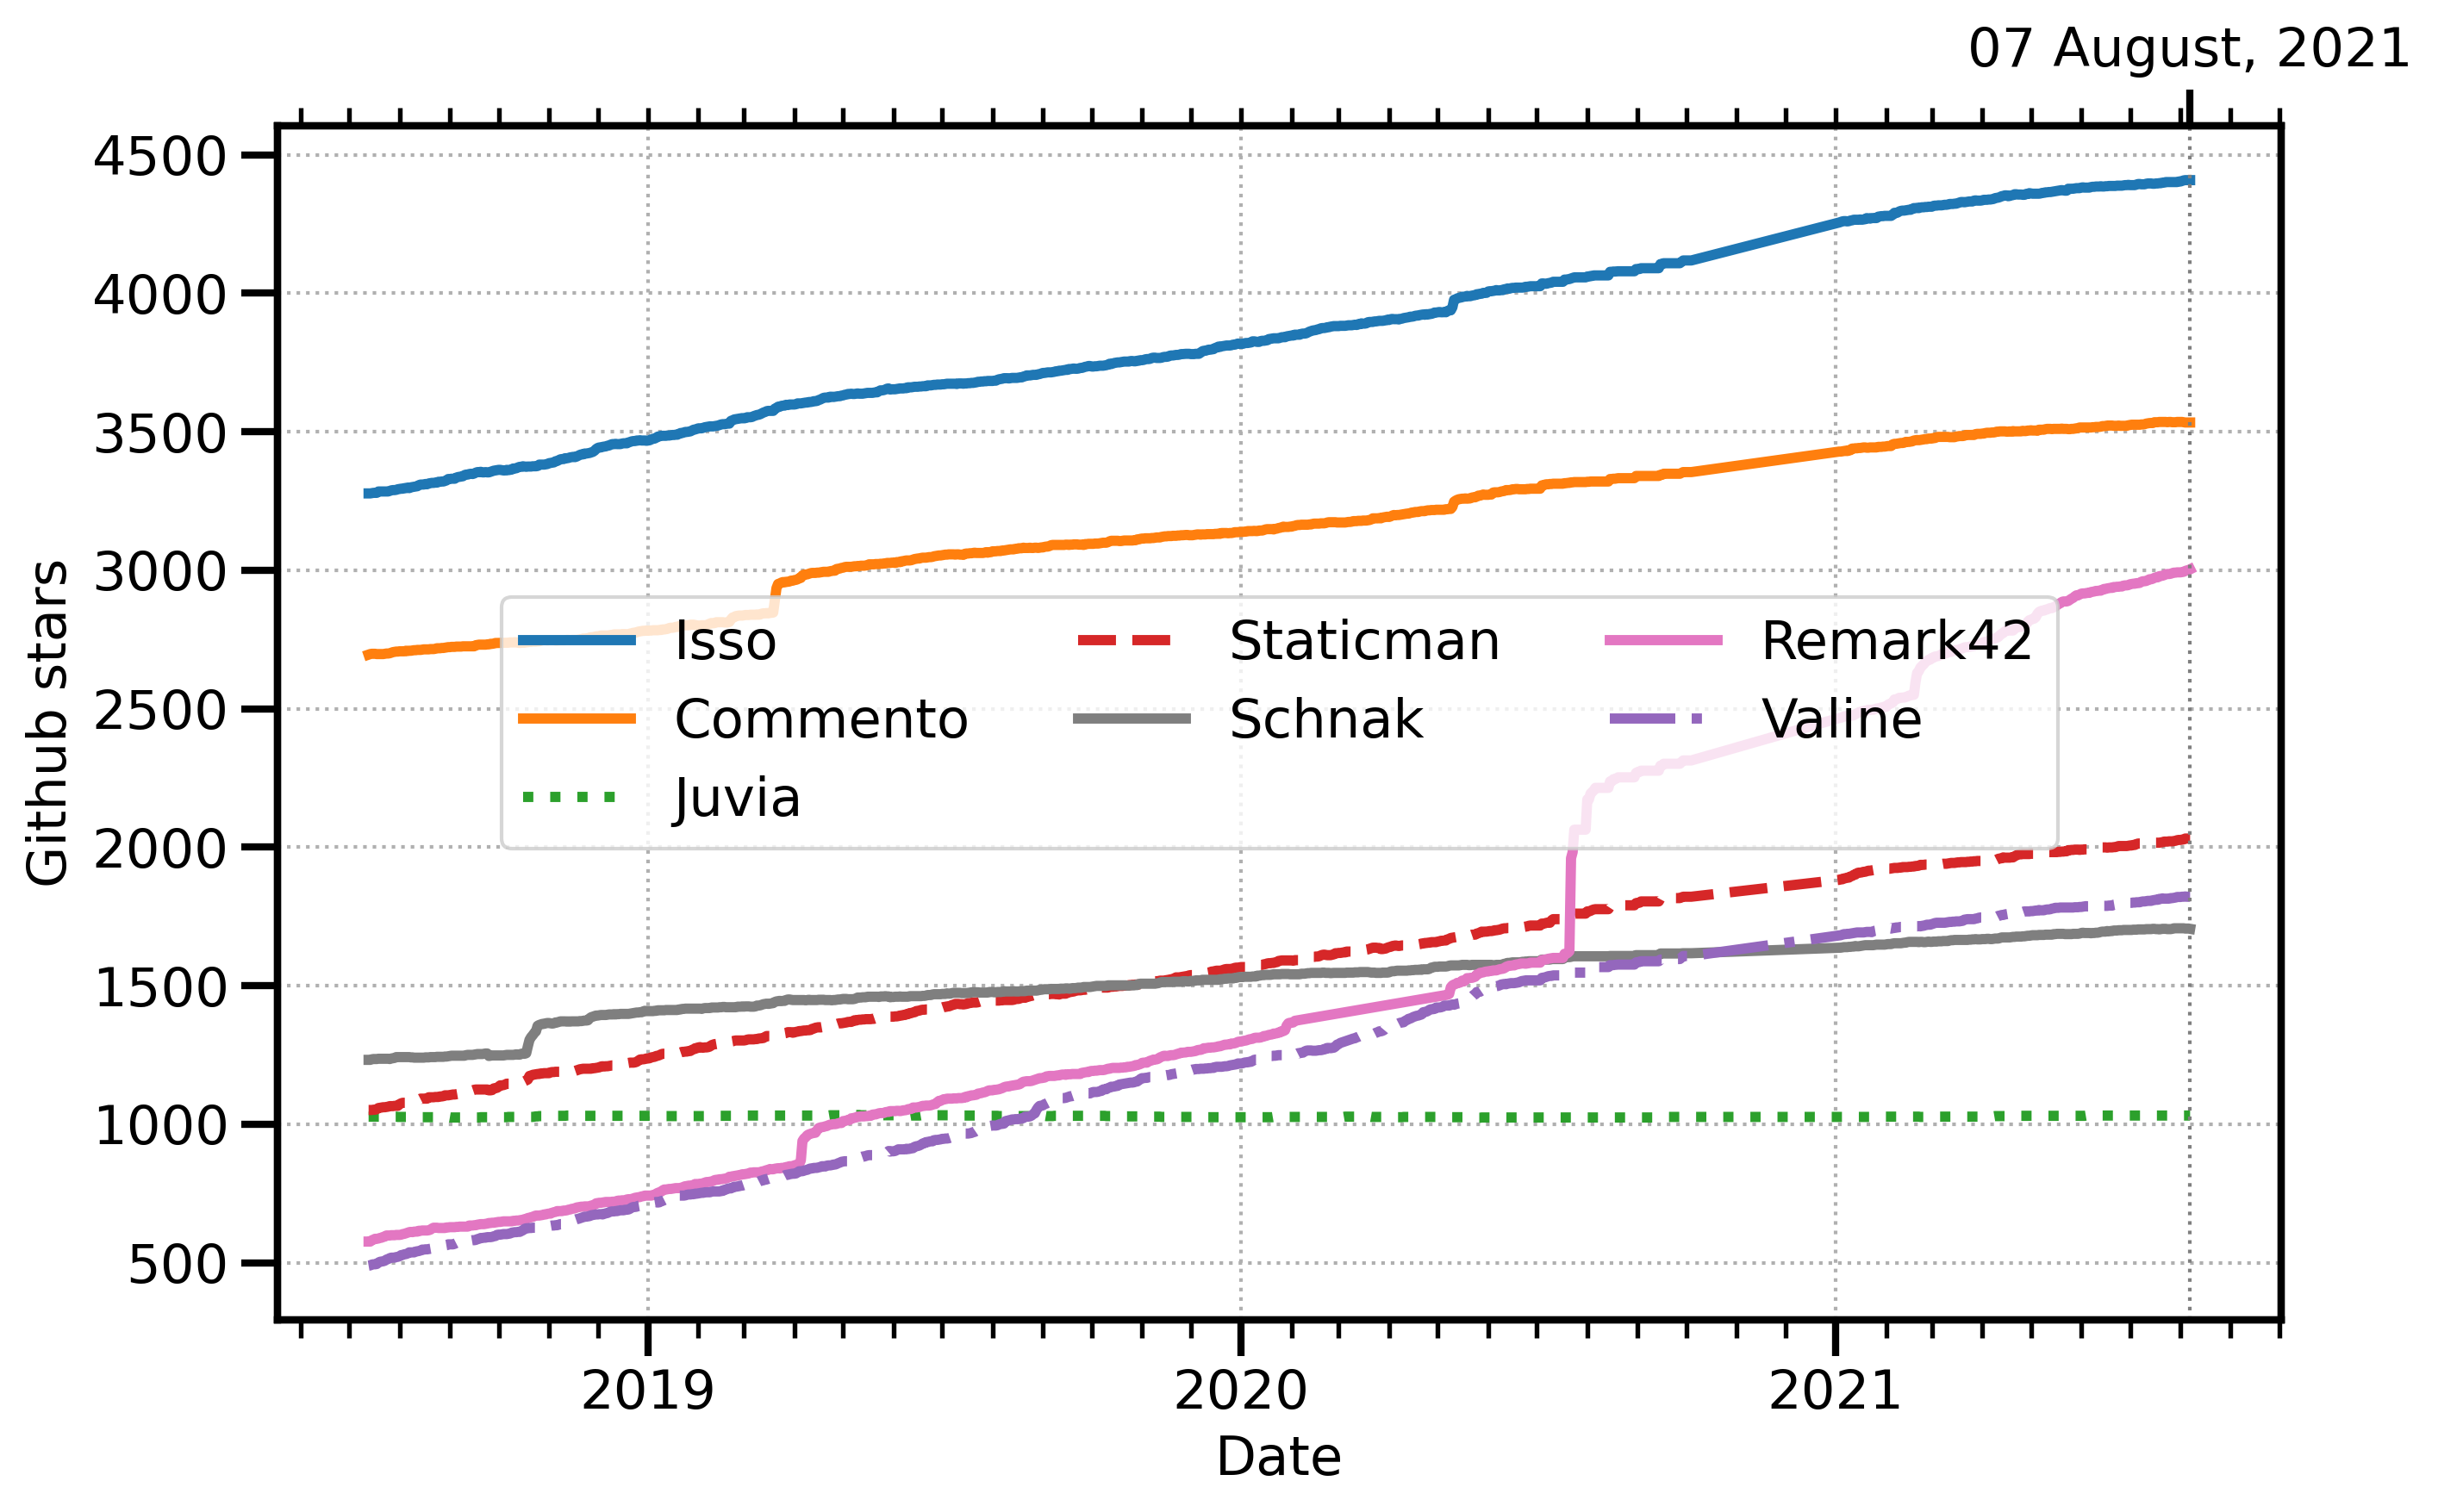 07 August, 2021
4500
4000
3500
3000
2500
2000
1500
1000
500
Github stars
Isso
Commento
Juvia
Staticman
Schnak
Remark42
Valine
2019
2020
2021
Date